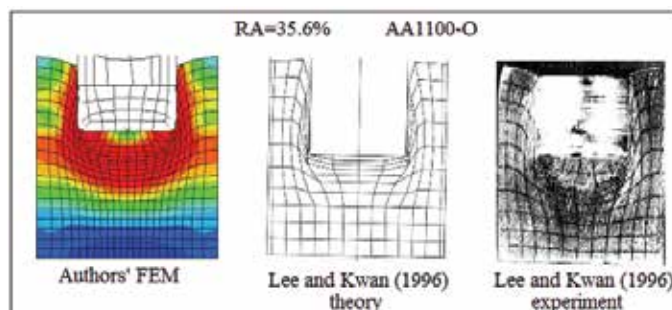 RA=35.6% AA1100-O
Authors' FEM
Lee and Kwan (1996)
theory
Lee and Kwan (1996)
experiment